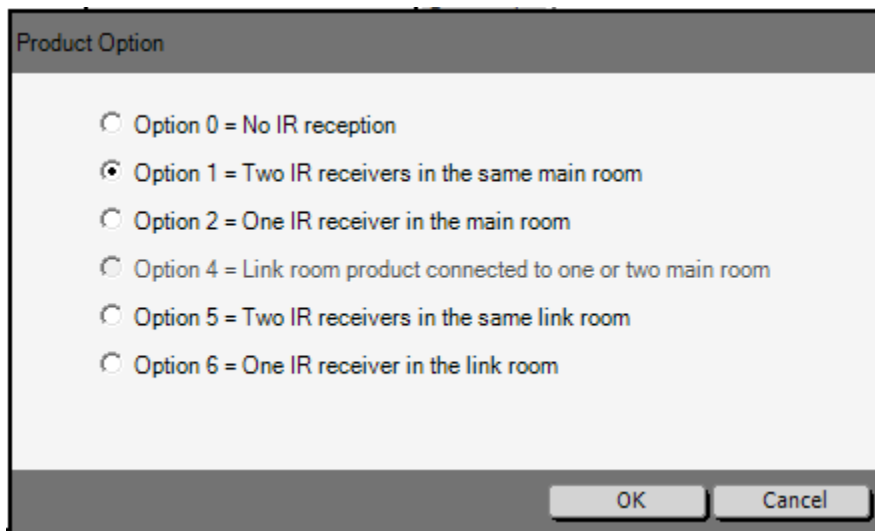 Product Option
Option 0 = No IR reception
Option 1 = Two IR receivers in the same main room
Option 2 = One IR receiver in the main room
Option 4 = Link room product connected to one or two main room
Option 5 = Two IR receivers in the same link room
Option 6 = One IR receiver in the link room
OK Cancel